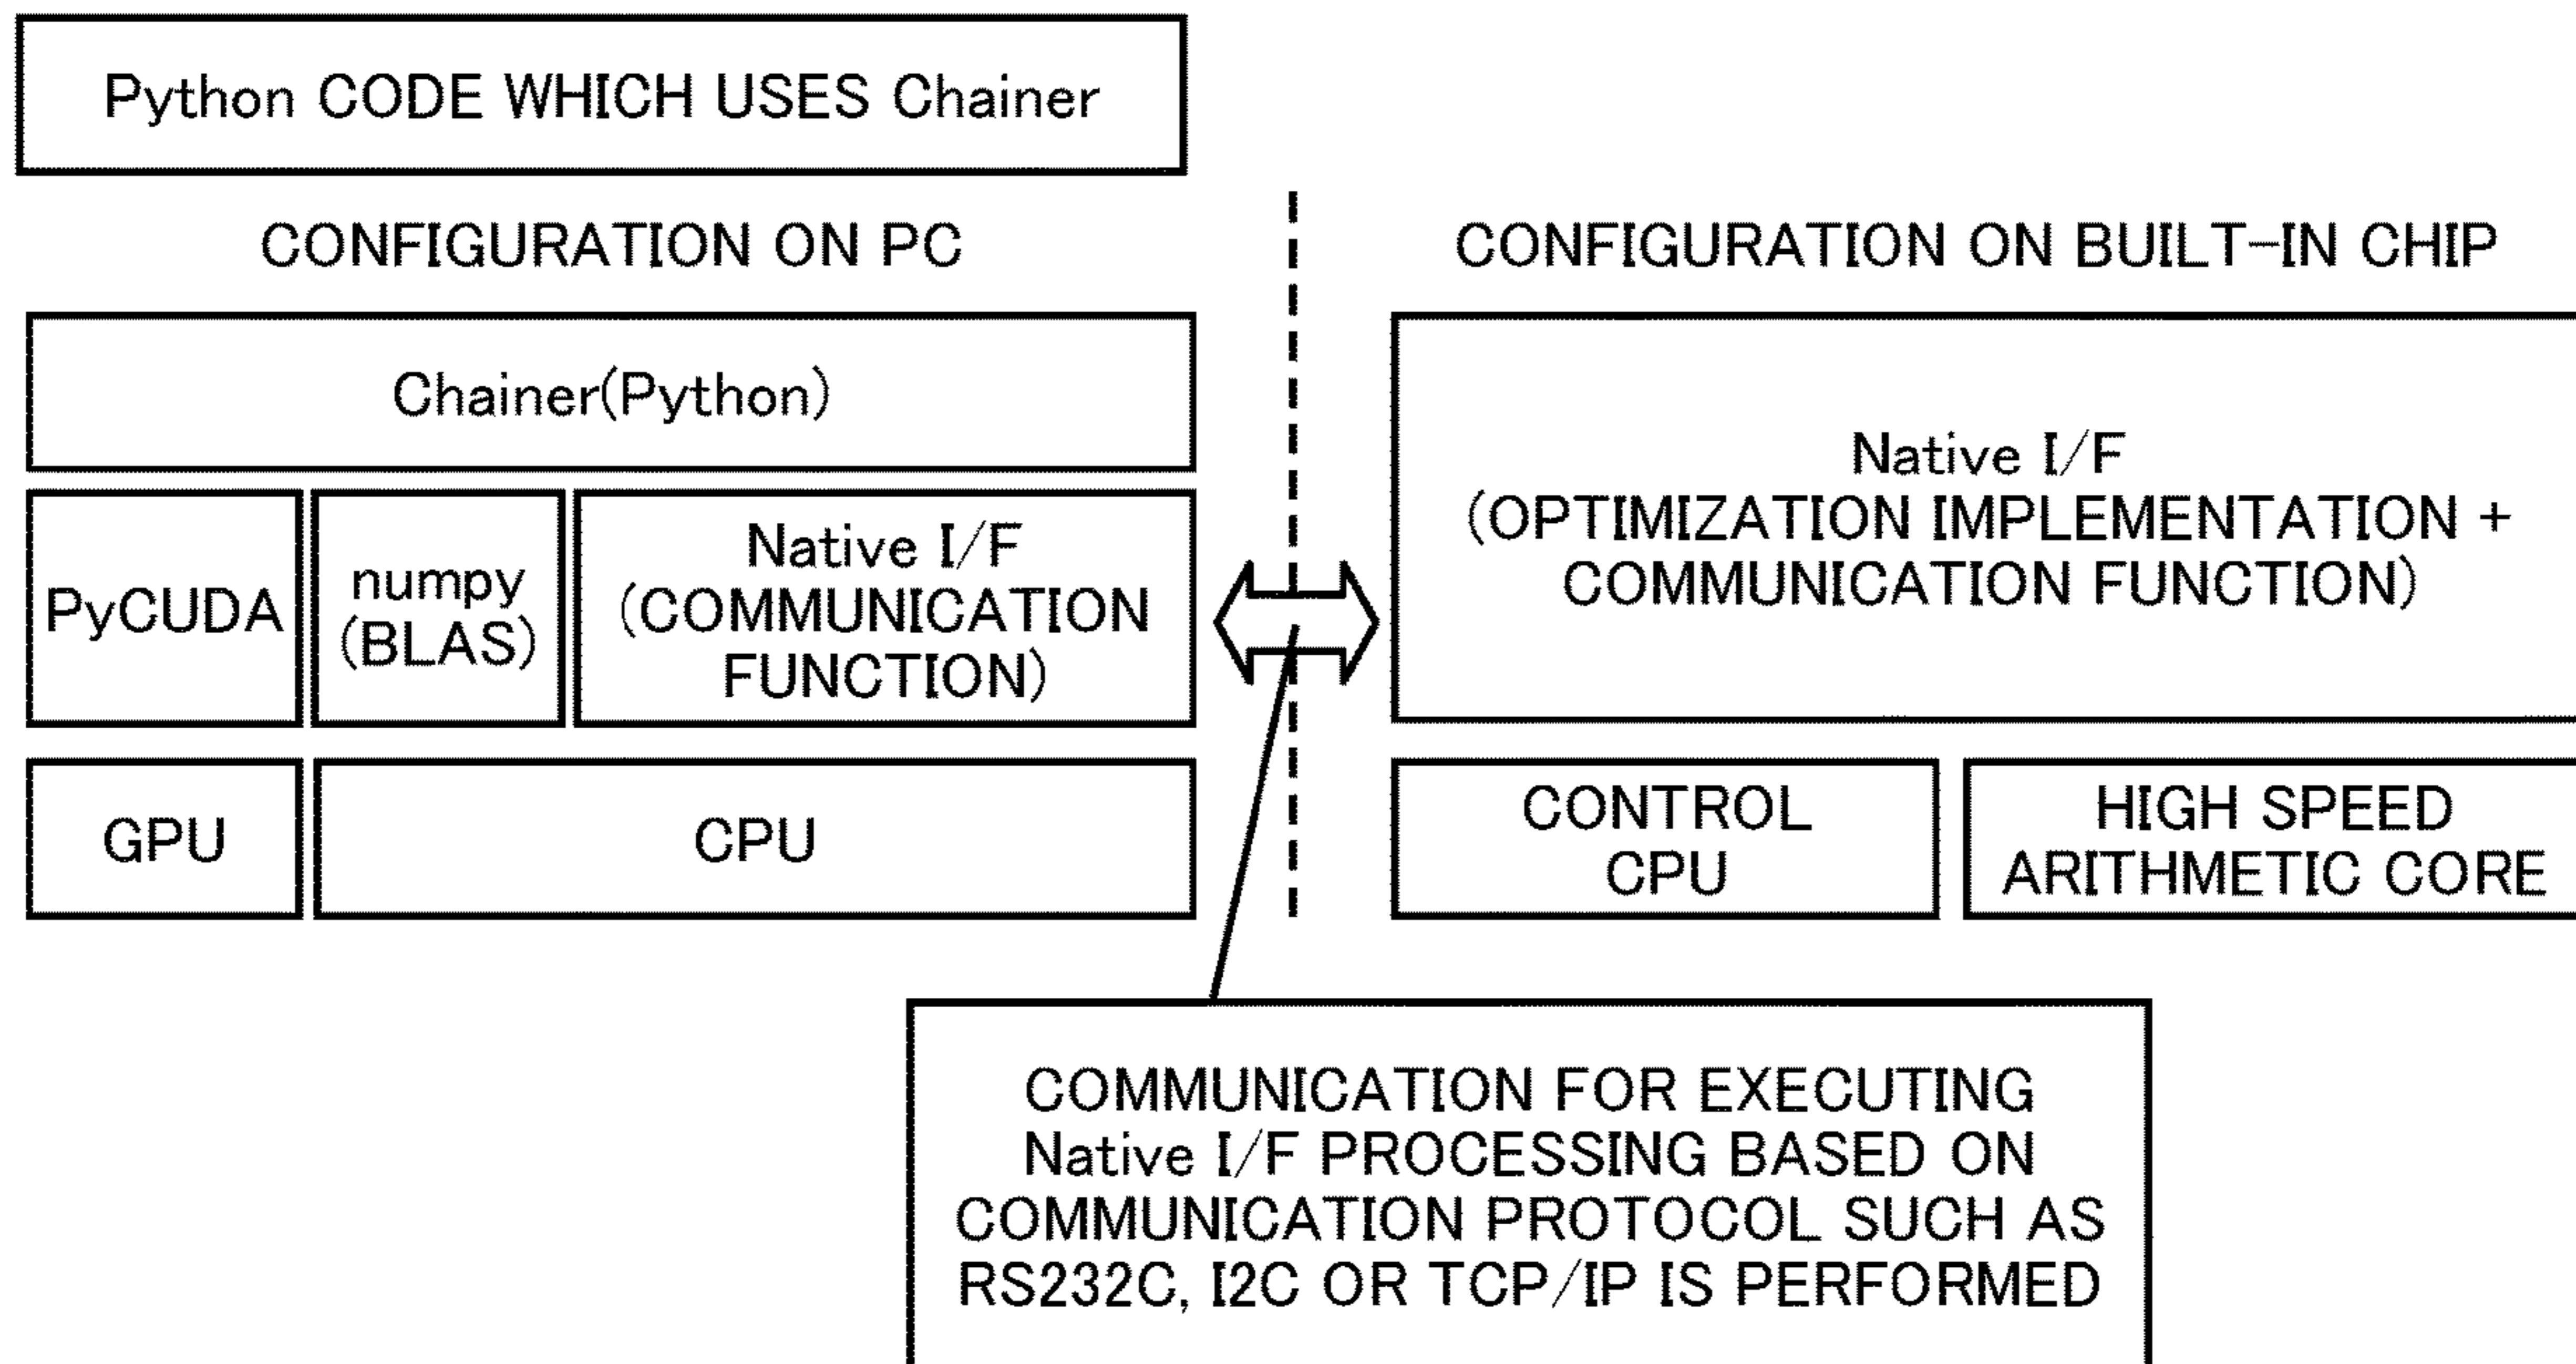 Python CODE WHICH USES Chainer
CONFIGURATION ON PC
CONFIGURATION ON BUILT-IN CHIP
Chainer(Python)
PyCUDA
numpy
(BLAS)
Native I/F
(COMMUNICATION
FUNCTION)
Native I/F
(OPTIMIZATION IMPLEMENTATION +
COMMUNICATION FUNCTION)
GPU
CPU
CONTROL
CPU
HIGH SPEED
ARITHMETIC CORE
COMMUNICATION FOR EXECUTING
Native I/F PROCESSING BASED ON
COMMUNICATION PROTOCOL SUCH AS
RS232C, I2C OR TCP/IP IS PERFORMED